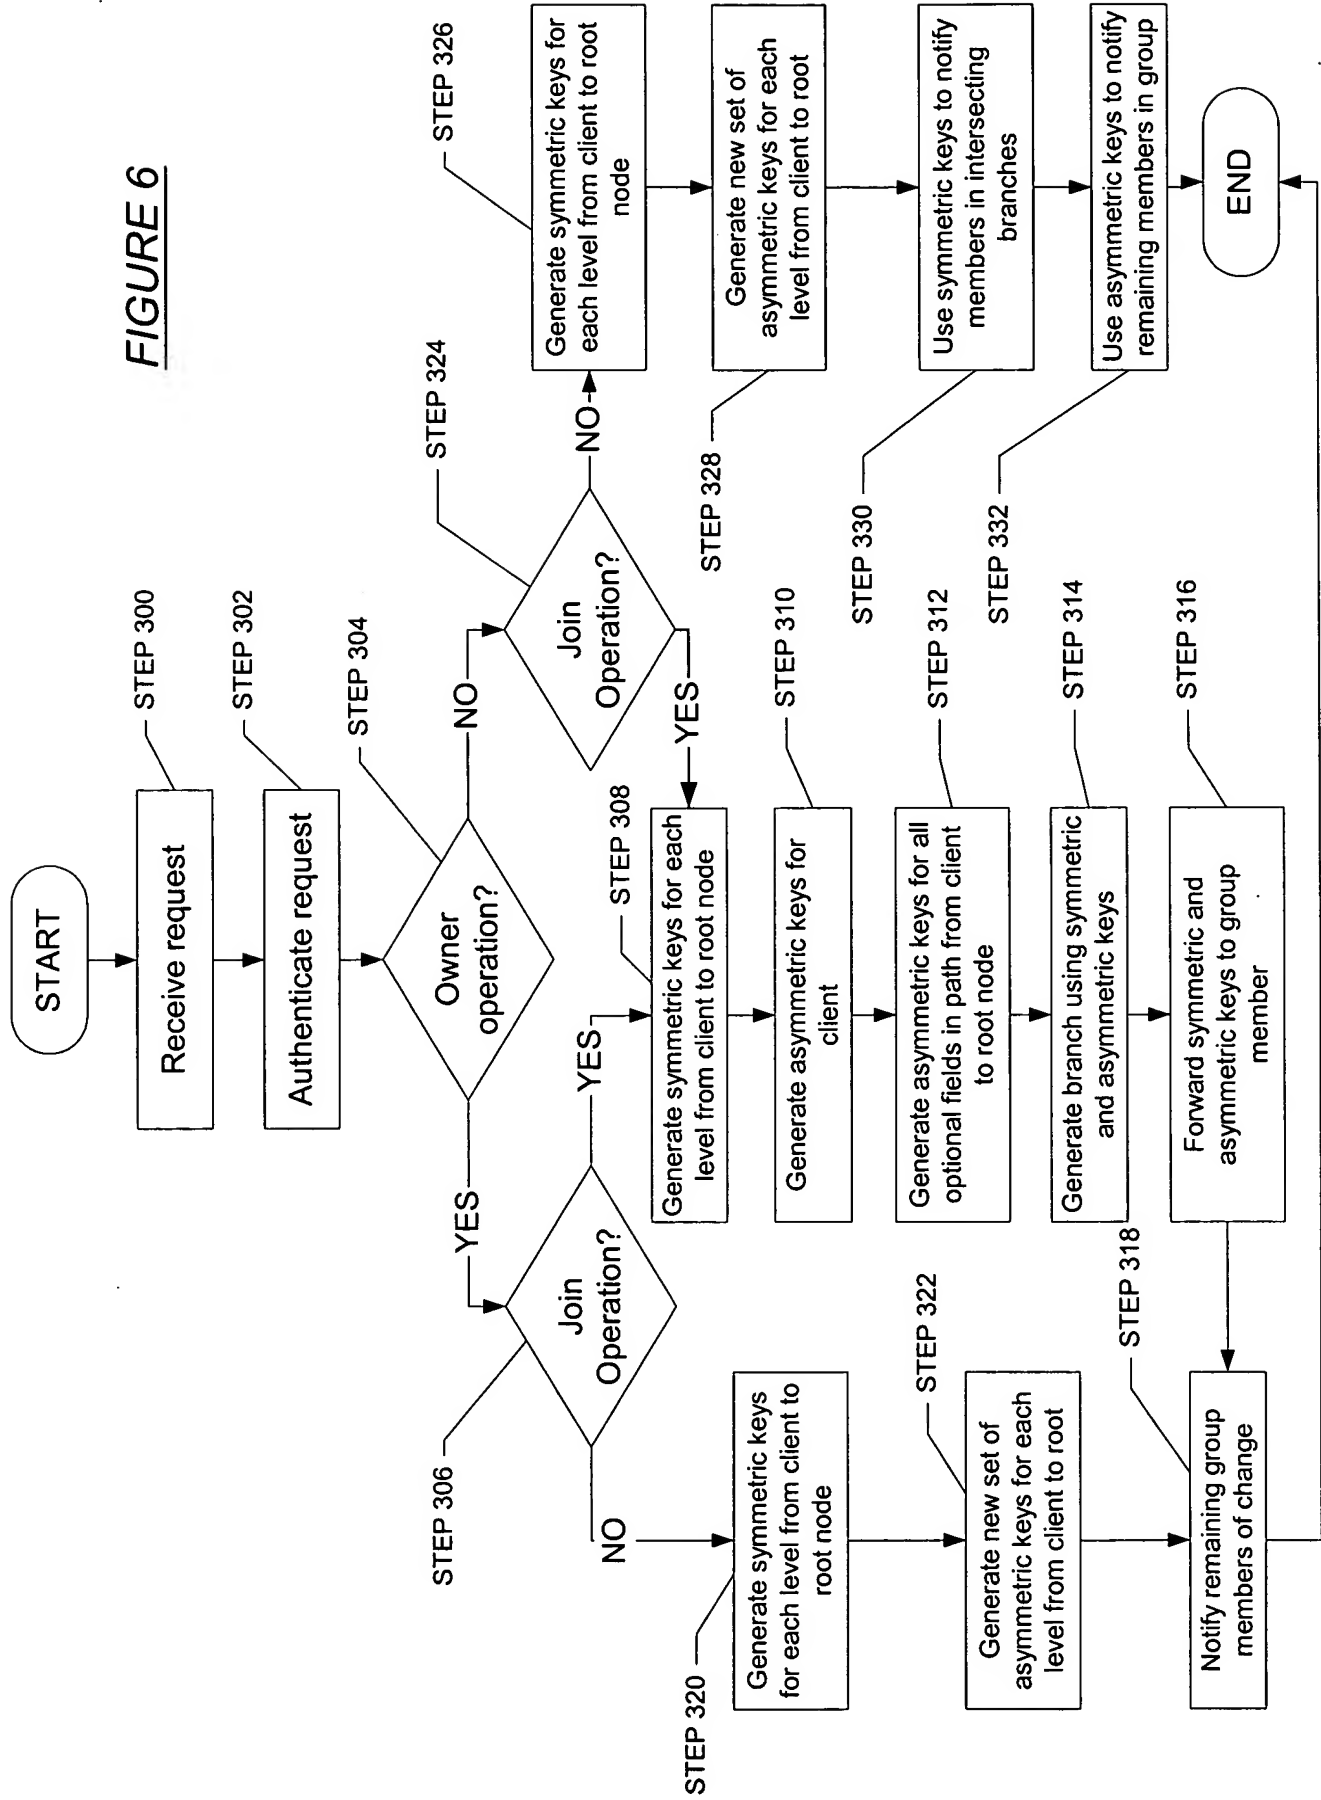 FIGURE 6
START
Receive request
STEP 300
Authenticate request
STEP 302
Owner
operation?
STEP 304
YES
NO
Join
Operation?
STEP 306
Join
Operation?
STEP 324
NO
YES
YES
NO
Generate symmetric keys for each
level from client to root node
STEP 308
Generate asymmetric keys for
client
STEP 310
Generate asymmetric keys for all
optional fields in path from client
to root node
STEP 312
Generate branch using symmetric
and asymmetric keys
STEP 314
Forward symmetric and
asymmetric keys to group
member
STEP 316
Notify remaining group
members of change
STEP 318
Generate symmetric keys
for each level from client to
root node
STEP 320
Generate new set of
asymmetric keys for each
level from client to root
STEP 322
Generate symmetric keys for
each level from client to root
node
STEP 326
Generate new set of
asymmetric keys for each
level from client to root
STEP 328
Use symmetric keys to notify
members in intersecting
branches
STEP 330
Use asymmetric keys to notify
remaining members in group
STEP 332
END